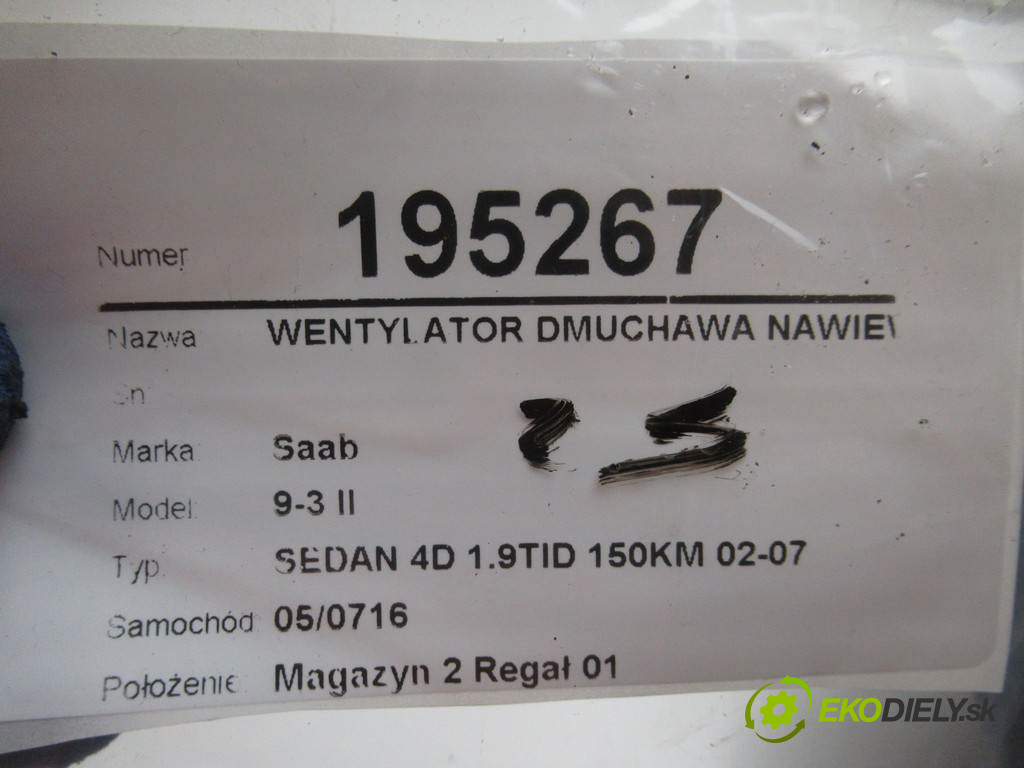 Numer 195267
Nazwa WENTYLATOR DMUCHAWA NAWIEW
Sn
Marka Saab
Model: 9-3 II
Typ: SEDAN 4D 1.9TID 150KM 02-07
Samochód: 05/0716
Położenie Magazyn 2 Regał 01
EKODIELY.sk